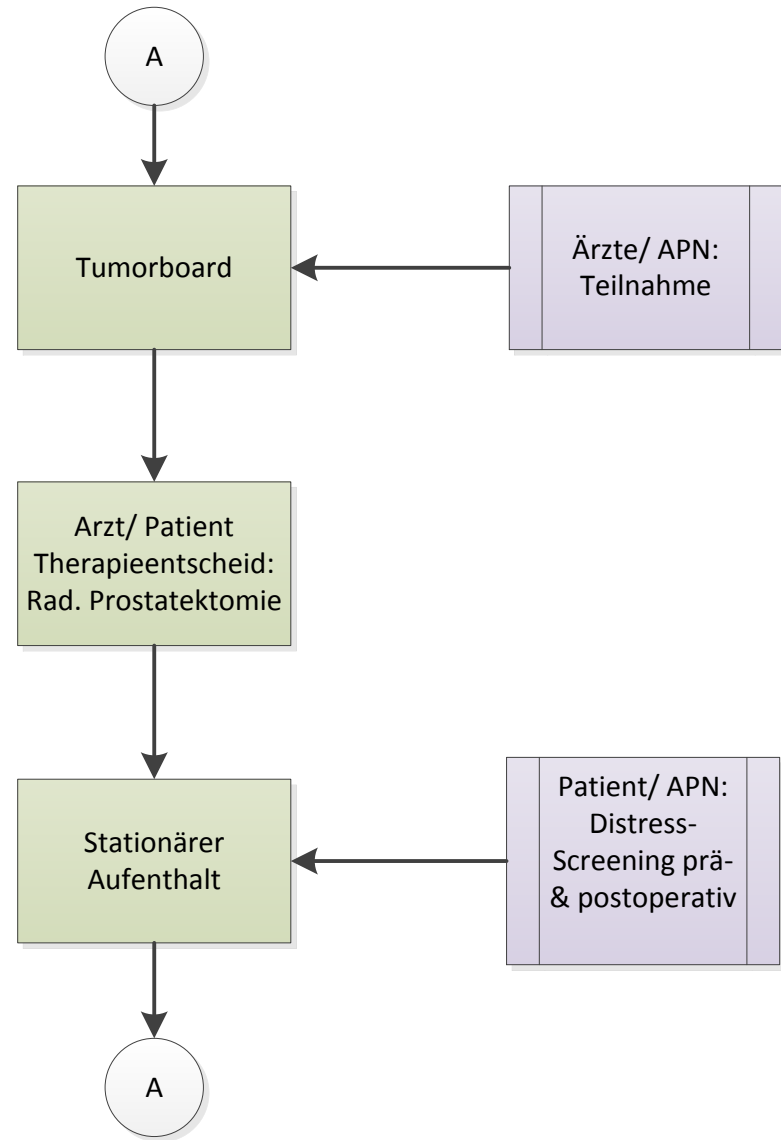 A
Tumorboard
Ärzte/ APN:
Teilnahme
Arzt/ Patient
Therapieentscheid:
Rad. Prostatektomie
Stationärer
Aufenthalt
Patient/ APN:
Distress-
Screening prä-
& postoperativ
A